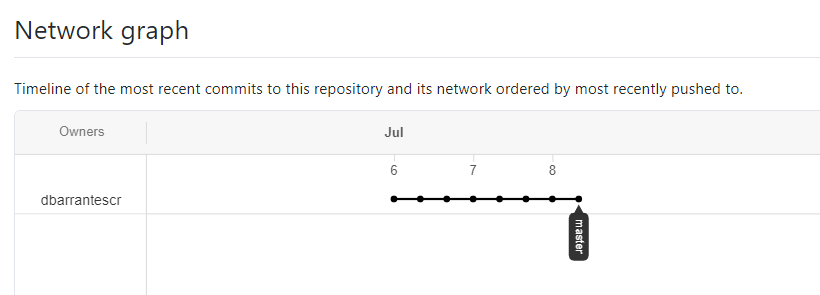 Network graph
Timeline of the most recent commits to this repository and its network ordered by most recently pushed to.
Owners Jul
6 7 8
dbarrantescr
master